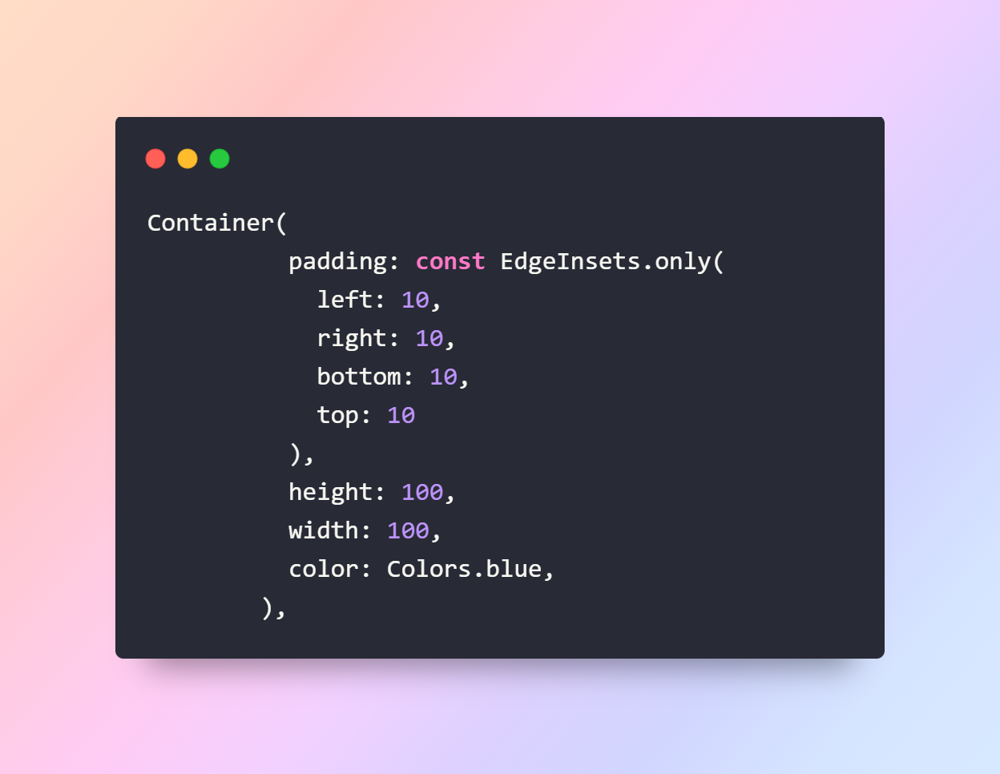 Container(
          padding: const EdgeInsets.only(
            left: 10,
            right: 10,
            bottom: 10,
            top: 10
          ),
          height: 100,
          width: 100,
          color: Colors.blue,
        ),